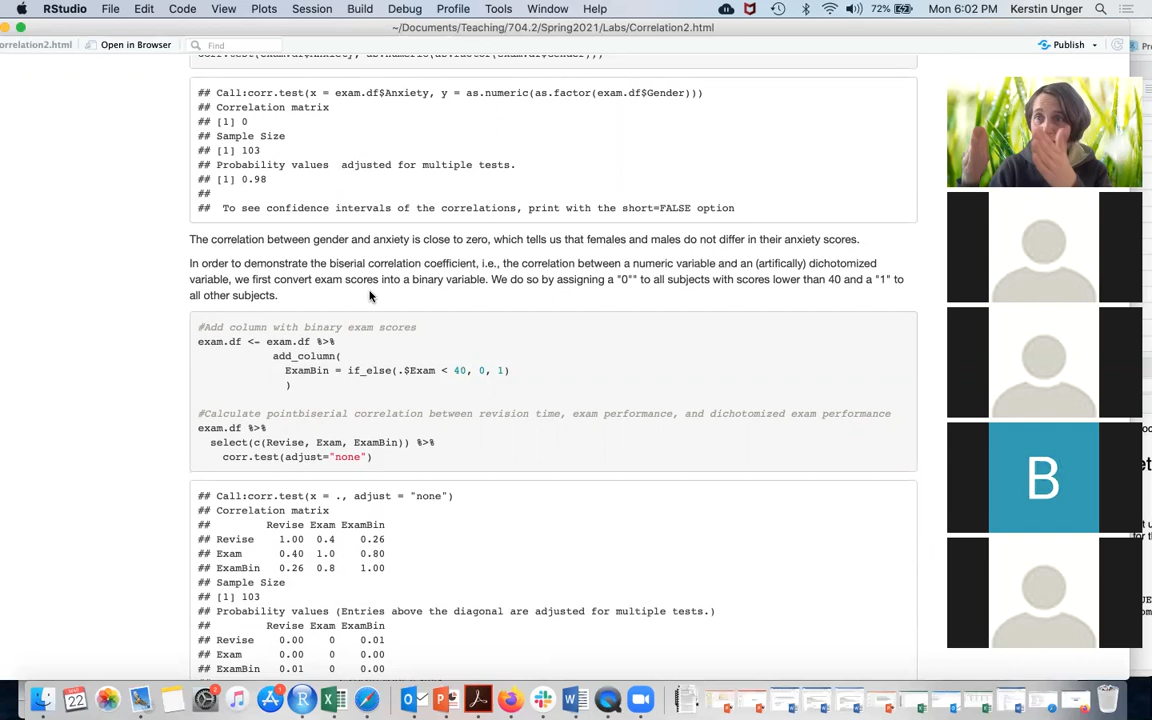 RStudio File Edit Code View Plots Session Build Debug Profile Tools Window Help 72% Mon 6:02 PM Kerstin Unger
~/Documents/Teaching/704.2/Spring2021/Labs/Correlation2.html
orrelation2.html Open in Browser Find Publish
## Call:corr.test(x = exam.df$Anxiety, y = as.numeric(as.factor(exam.df$Gender)))
## Correlation matrix
## [1] 0
## Sample Size
## [1] 103
## Probability values  adjusted for multiple tests.
## [1] 0.98
##
##  To see confidence intervals of the correlations, print with the short=FALSE option
The correlation between gender and anxiety is close to zero, which tells us that females and males do not differ in their anxiety scores.
In order to demonstrate the biserial correlation coefficient, i.e., the correlation between a numeric variable and an (artifically) dichotomized
variable, we first convert exam scores into a binary variable. We do so by assigning a "0"" to all subjects with scores lower than 40 and a "1" to
all other subjects.
#Add column with binary exam scores
exam.df <- exam.df %>%
add_column(
ExamBin = if_else(.$Exam < 40, 0, 1)
)
#Calculate pointbiserial correlation between revision time, exam performance, and dichotomized exam performance
exam.df %>%
select(c(Revise, Exam, ExamBin)) %>%
corr.test(adjust="none")
## Call:corr.test(x = ., adjust = "none")
## Correlation matrix
##         Revise Exam ExamBin
## Revise    1.00  0.4    0.26
## Exam      0.40  1.0    0.80
## ExamBin   0.26  0.8    1.00
## Sample Size
## [1] 103
## Probability values (Entries above the diagonal are adjusted for multiple tests.)
##         Revise Exam ExamBin
## Revise    0.00    0    0.01
## Exam      0.00    0    0.00
## ExamBin   0.01    0    0.00
B
22